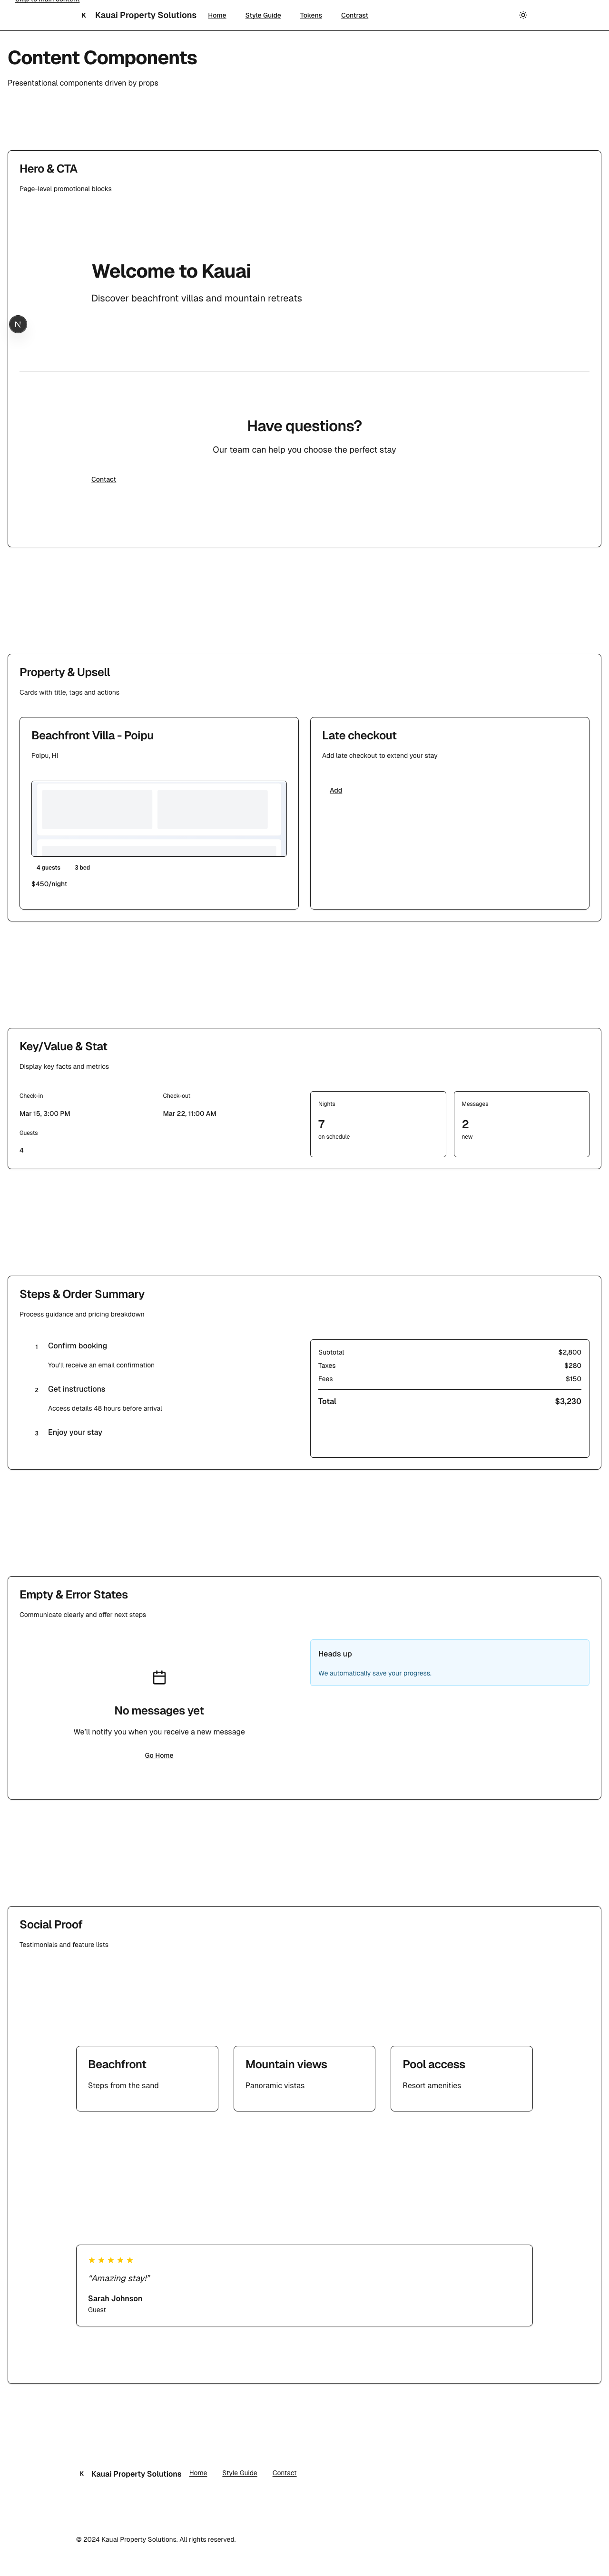 Skip to main content
K Kauai Property Solutions Home Style Guide Tokens Contrast
Content Components
Presentational components driven by props
Hero & CTA
Page-level promotional blocks
Welcome to Kauai
Discover beachfront villas and mountain retreats
N
Have questions?
Our team can help you choose the perfect stay
Contact
Property & Upsell
Cards with title, tags and actions
Beachfront Villa - Poipu
Poipu, HI
4 guests 3 bed
$450/night
Late checkout
Add late checkout to extend your stay
Add
Key/Value & Stat
Display key facts and metrics
Check-in
Mar 15, 3:00 PM
Check-out
Mar 22, 11:00 AM
Guests
4
Nights
7
on schedule
Messages
2
new
Steps & Order Summary
Process guidance and pricing breakdown
1 Confirm booking
You'll receive an email confirmation
2 Get instructions
Access details 48 hours before arrival
3 Enjoy your stay
Subtotal $2,800
Taxes $280
Fees $150
Total $3,230
Empty & Error States
Communicate clearly and offer next steps
No messages yet
We'll notify you when you receive a new message
Go Home
Heads up
We automatically save your progress.
Social Proof
Testimonials and feature lists
Beachfront
Steps from the sand
Mountain views
Panoramic vistas
Pool access
Resort amenities
★★★★★
"Amazing stay!"
Sarah Johnson
Guest
K Kauai Property Solutions Home Style Guide Contact
© 2024 Kauai Property Solutions. All rights reserved.